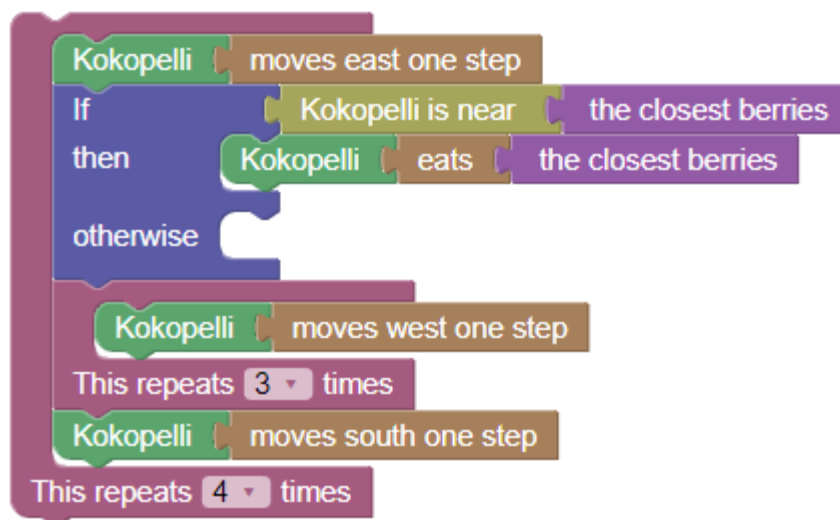 Kokopelli moves east one step
If Kokopelli is near the closest berries
then Kokopelli eats the closest berries
otherwise
Kokopelli moves west one step
This repeats 3 times
Kokopelli moves south one step
This repeats 4 times